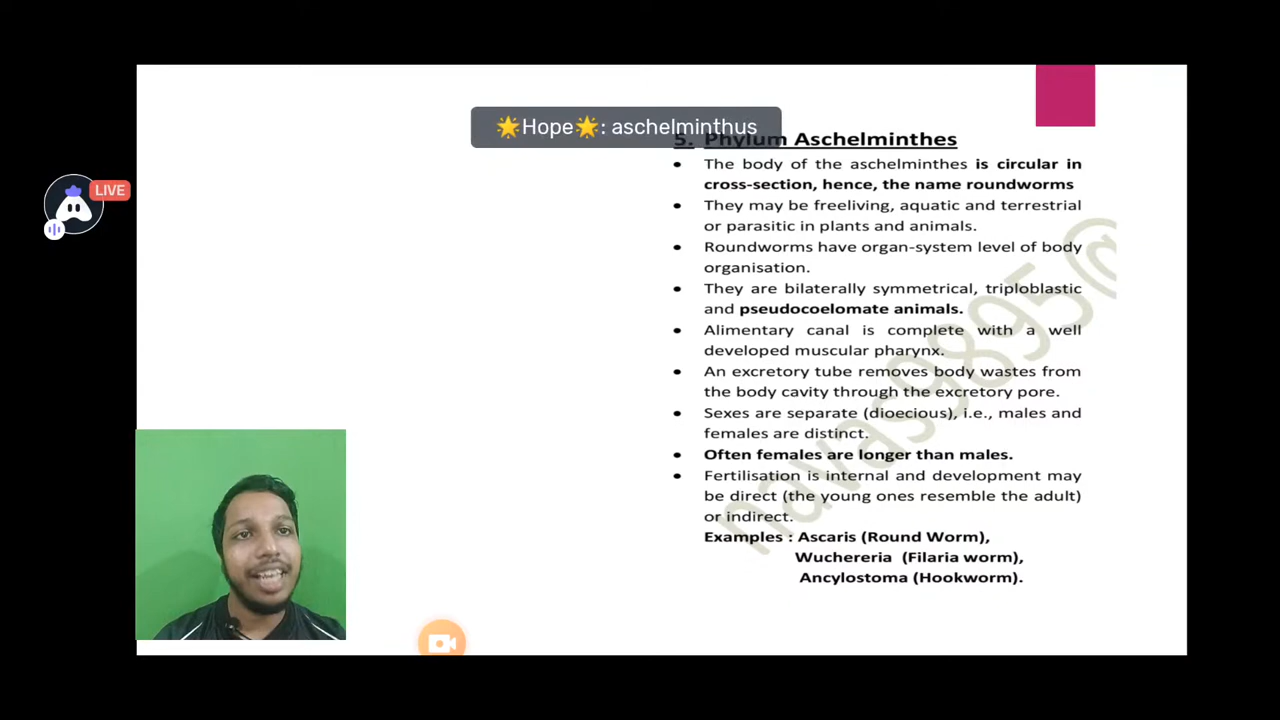 LIVE
🌟Hope🌟: aschelminthus
5. Phylum Aschelminthes
• The body of the aschelminthes is circular in
cross-section, hence, the name roundworms
• They may be freeliving, aquatic and terrestrial
or parasitic in plants and animals.
• Roundworms have organ-system level of body
organisation.
• They are bilaterally symmetrical, triploblastic
and pseudocoelomate animals.
• Alimentary canal is complete with a well
developed muscular pharynx.
• An excretory tube removes body wastes from
the body cavity through the excretory pore.
• Sexes are separate (dioecious), i.e., males and
females are distinct.
• Often females are longer than males.
• Fertilisation is internal and development may
be direct (the young ones resemble the adult)
or indirect.
Examples : Ascaris (Round Worm),
Wuchereria (Filaria worm),
Ancylostoma (Hookworm).
navas9895@